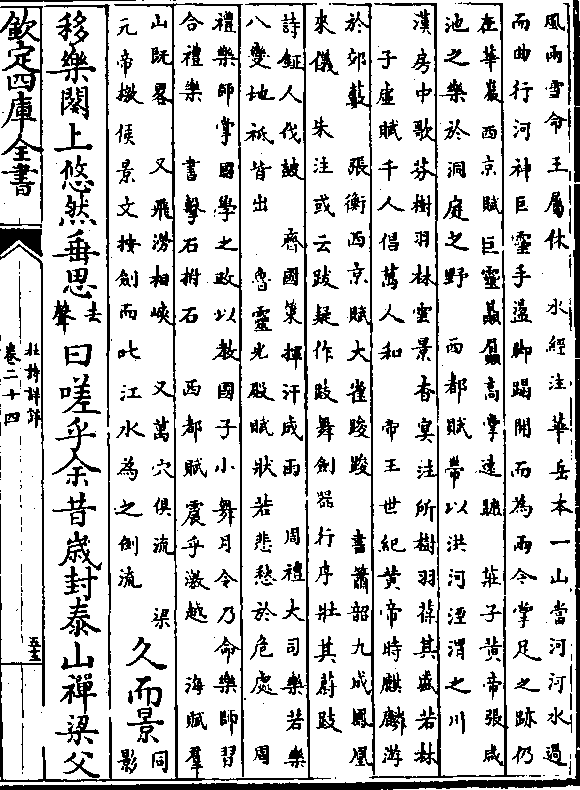 風雨雪命王屬休 水經注華岳本一山當河河水過
而曲行河神巨靈手盪脚蹋開而為兩今掌足之跡仍
在華巖西京賦巨靈贔屭高掌遠蹠 莊子黄帝張咸
池之樂於洞庭之野 西都賦帶以洪河涇渭之川
漢房中歌芬樹羽林雲景杳冥注所樹羽葆其盛若林
子虛賦千人倡萬人和 帝王世紀黄帝時麒麟游
於郊藪 張衡西京賦大雀踆踆 書蕭韶九成鳳凰
來儀 朱注或云跋疑作跂舞劍器行序壯其蔚跂
詩鉦人伐皷 齊國策揮汗成雨 周禮大司樂若樂
八變地祇皆出 魯靈光殿賦狀若悲愁於危處 周
禮樂師掌國學之政以教國子小舞月令乃命樂師習
合禮樂 書擊石拊石 西都賦震乎激越 海賦羣
山既畧 又飛澇相 又萬穴俱流 梁
元帝檄侯景文按劍而叱江水為之倒流
久而景同影
移樂闋上悠然垂思去聲曰嗟乎余昔歲封泰山禪梁父
欽定四庫全書
杜詩詳註
卷二十四